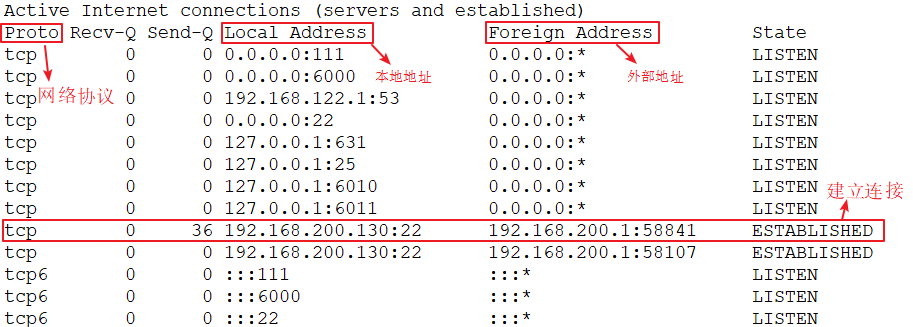 Active Internet connections (servers and established)
Proto Recv-Q Send-Q Local Address Foreign Address State
tcp 0 0 0.0.0.0:111 0.0.0.0:* LISTEN
tcp 0 0 0.0.0.0:6000 0.0.0.0:* LISTEN
本地地址
外部地址
tcp 0 0 192.168.122.1:53 0.0.0.0:* LISTEN
网络协议
tcp 0 0 0.0.0.0:22 0.0.0.0:* LISTEN
tcp 0 0 127.0.0.1:631 0.0.0.0:* LISTEN
tcp 0 0 127.0.0.1:25 0.0.0.0:* LISTEN
tcp 0 0 127.0.0.1:6010 0.0.0.0:* LISTEN
建立连接
tcp 0 0 127.0.0.1:6011 0.0.0.0:* LISTEN
tcp 0 36 192.168.200.130:22 192.168.200.1:58841 ESTABLISHED
tcp 0 0 192.168.200.130:22 192.168.200.1:58107 ESTABLISHED
tcp6 0 0 :::111 :::* LISTEN
tcp6 0 0 :::6000 :::* LISTEN
tcp6 0 0 :::22 :::* LISTEN